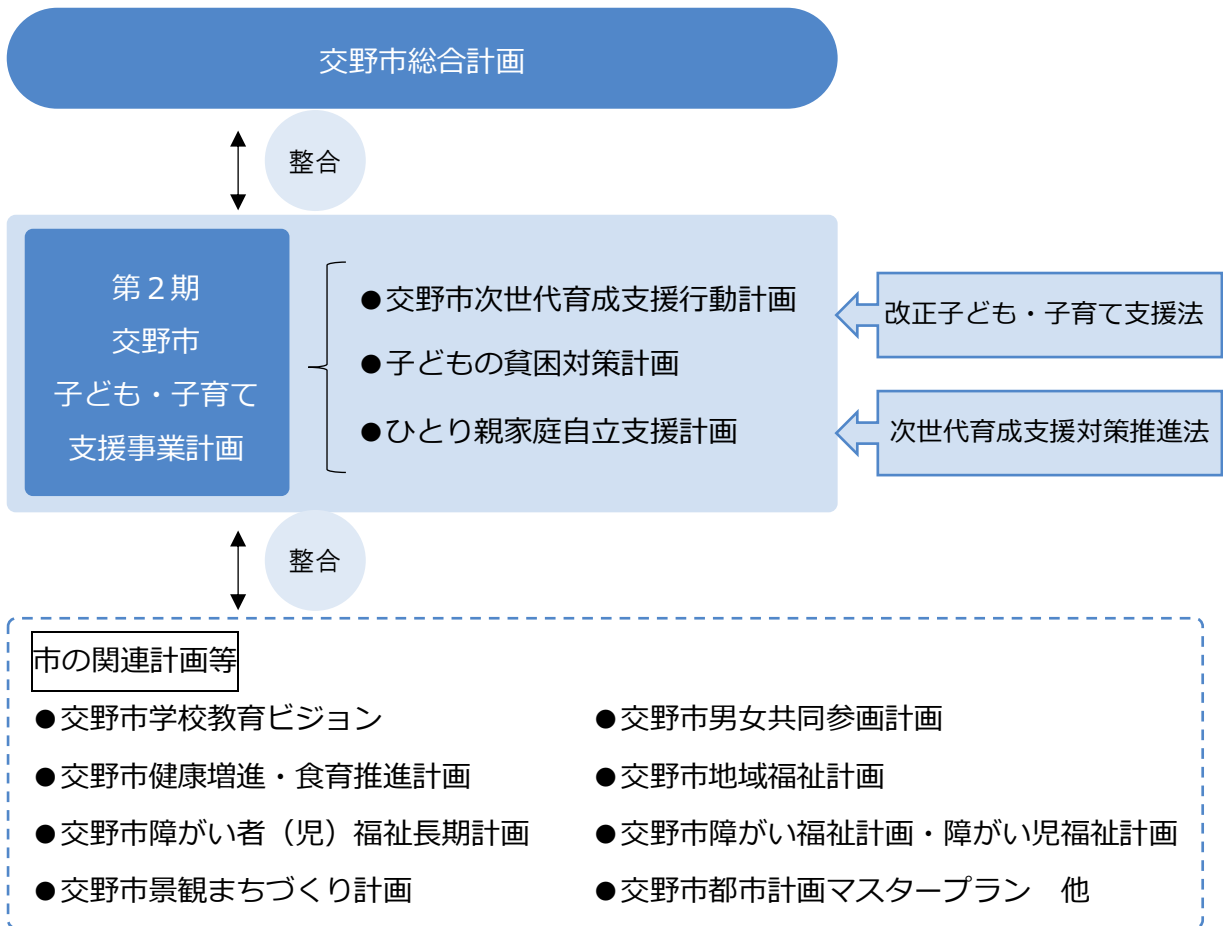 交野市総合計画
整合
第２期
交野市
子ども・子育て
支援事業計画
●交野市次世代育成支援行動計画
●子どもの貧困対策計画
●ひとり親家庭自立支援計画
改正子ども・子育て支援法
次世代育成支援対策推進法
整合
市の関連計画等
●交野市学校教育ビジョン
●交野市男女共同参画計画
●交野市健康増進・食育推進計画
●交野市地域福祉計画
●交野市障がい者（児）福祉長期計画
●交野市障がい福祉計画・障がい児福祉計画
●交野市景観まちづくり計画
●交野市都市計画マスタープラン　他